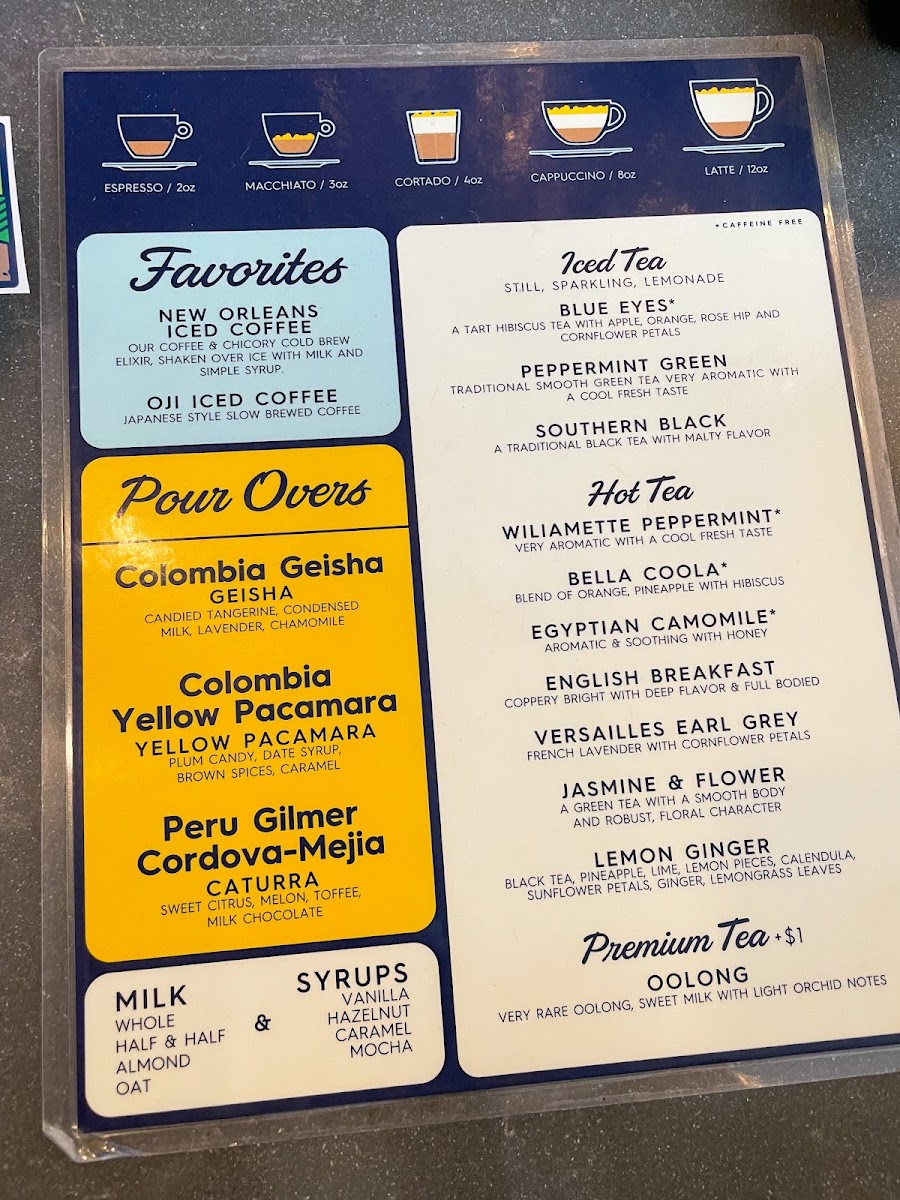 ESPRESSO / 2oz
MACCHIATO / 3oz
CORTADO / 4oz
CAPPUCCINO / 8oz
LATTE / 12oz
Favorites
NEW ORLEANS
ICED COFFEE
OUR COFFEE & CHICORY COLD BREW
ELIXIR, SHAKEN OVER ICE WITH MILK AND
SIMPLE SYRUP.
OJI ICED COFFEE
JAPANESE STYLE SLOW BREWED COFFEE
Pour Overs
Colombia Geisha
GEISHA
CANDIED TANGERINE, CONDENSED
MILK, LAVENDER, CHAMOMILE
Colombia
Yellow Pacamara
YELLOW PACAMARA
PLUM CANDY, DATE SYRUP,
BROWN SPICES, CARAMEL
Peru Gilmer
Cordova-Mejia
CATURRA
SWEET CITRUS, MELON, TOFFEE,
MILK CHOCOLATE
MILK
WHOLE
HALF & HALF
ALMOND
OAT
&
SYRUPS
VANILLA
HAZELNUT
CARAMEL
MOCHA
*CAFFEINE FREE
Iced Tea
STILL, SPARKLING, LEMONADE
BLUE EYES*
A TART HIBISCUS TEA WITH APPLE, ORANGE, ROSE HIP AND
CORNFLOWER PETALS
PEPPERMINT GREEN
TRADITIONAL SMOOTH GREEN TEA VERY AROMATIC WITH
A COOL FRESH TASTE
SOUTHERN BLACK
A TRADITIONAL BLACK TEA WITH MALTY FLAVOR
Hot Tea
WILIAMETTE PEPPERMINT*
VERY AROMATIC WITH A COOL FRESH TASTE
BELLA COOLA*
BLEND OF ORANGE, PINEAPPLE WITH HIBISCUS
EGYPTIAN CAMOMILE*
AROMATIC & SOOTHING WITH HONEY
ENGLISH BREAKFAST
COPPERY BRIGHT WITH DEEP FLAVOR & FULL BODIED
VERSAILLES EARL GREY
FRENCH LAVENDER WITH CORNFLOWER PETALS
JASMINE & FLOWER
A GREEN TEA WITH A SMOOTH BODY
AND ROBUST, FLORAL CHARACTER
LEMON GINGER
BLACK TEA, PINEAPPLE, LIME, LEMON PIECES, CALENDULA,
SUNFLOWER PETALS, GINGER, LEMONGRASS LEAVES
Premium Tea +$1
OOLONG
VERY RARE OOLONG, SWEET MILK WITH LIGHT ORCHID NOTES